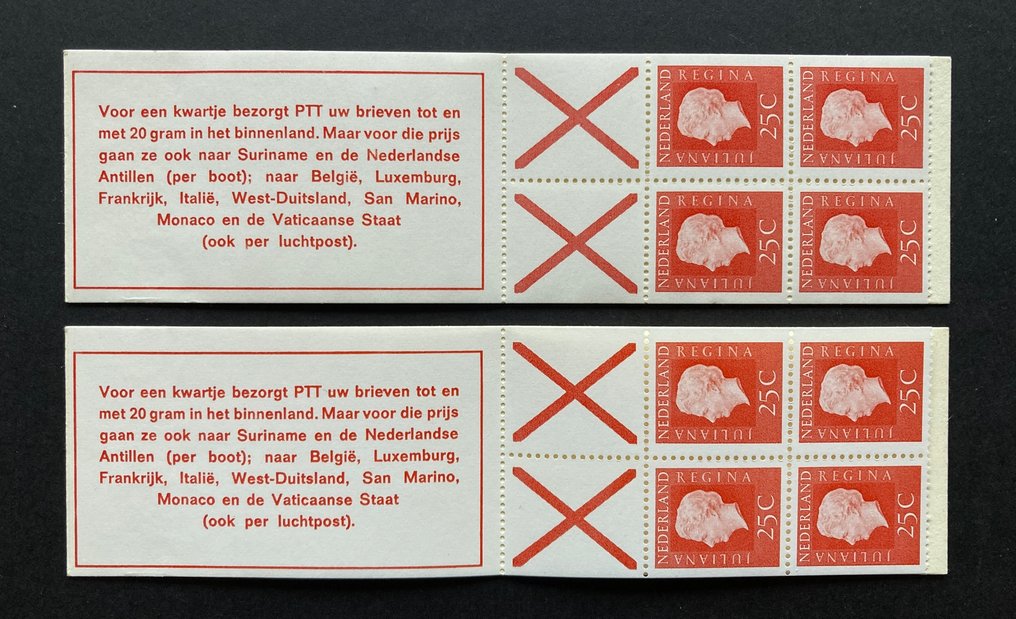 Voor een kwartje bezorgt PTT uw brieven tot en
met 20 gram in het binnenland. Maar voor die prijs
gaan ze ook naar Suriname en de Nederlandse
Antillen (per boot); naar België, Luxemburg,
Frankrijk, Italië, West-Duitsland, San Marino,
Monaco en de Vaticaanse Staat
(ook per luchtpost).
NEDERLAND
REGINA
25C
JULIANA
NEDERLAND
REGINA
25C
JULIANA
NEDERLAND
REGINA
25C
JULIANA
NEDERLAND
REGINA
25C
JULIANA
Voor een kwartje bezorgt PTT uw brieven tot en
met 20 gram in het binnenland. Maar voor die prijs
gaan ze ook naar Suriname en de Nederlandse
Antillen (per boot); naar België, Luxemburg,
Frankrijk, Italië, West-Duitsland, San Marino,
Monaco en de Vaticaanse Staat
(ook per luchtpost).
NEDERLAND
REGINA
25C
JULIANA
NEDERLAND
REGINA
25C
JULIANA
NEDERLAND
REGINA
25C
JULIANA
NEDERLAND
REGINA
25C
JULIANA